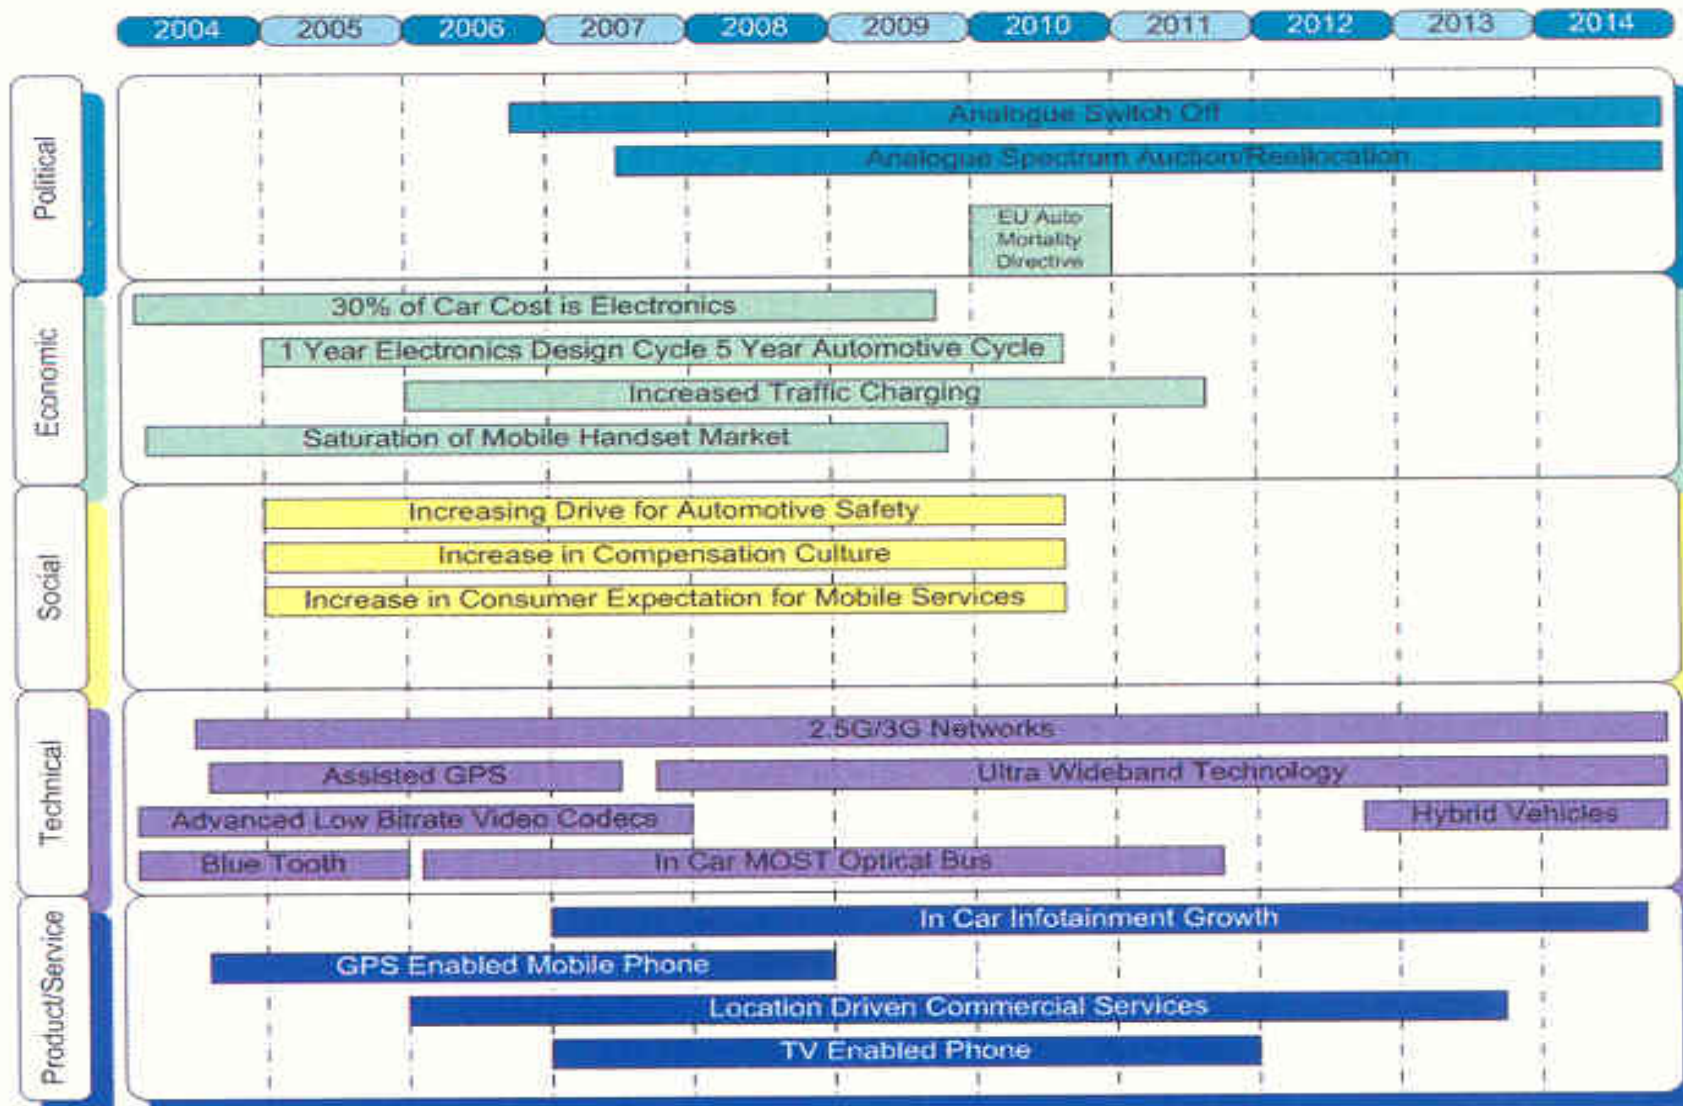 2004 2005 2006 2007 2008 2009 2010 2011 2012 2013 2014
Political
Analogue Switch Off
Analogue Spectrum Auction/Reallocation
EU Auto
Mortality
Directive
Economic
30% of Car Cost is Electronics
1 Year Electronics Design Cycle 5 Year Automotive Cycle
Increased Traffic Charging
Saturation of Mobile Handset Market
Social
Increasing Drive for Automotive Safety
Increase in Compensation Culture
Increase in Consumer Expectation for Mobile Services
Technical
2.5G/3G Networks
Assisted GPS Ultra Wideband Technology
Advanced Low Bitrate Video Codecs Hybrid Vehicles
Blue Tooth In Car MOST Optical Bus
Product/Service
In Car Infotainment Growth
GPS Enabled Mobile Phone
Location Driven Commercial Services
TV Enabled Phone